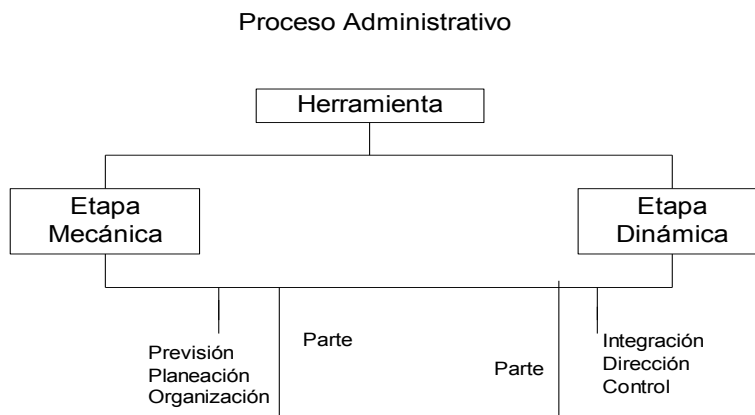 Proceso Administrativo
Herramienta
Etapa
Mecánica
Etapa
Dinámica
Previsión
Planeación
Organización
Parte
Parte
Integración
Dirección
Control